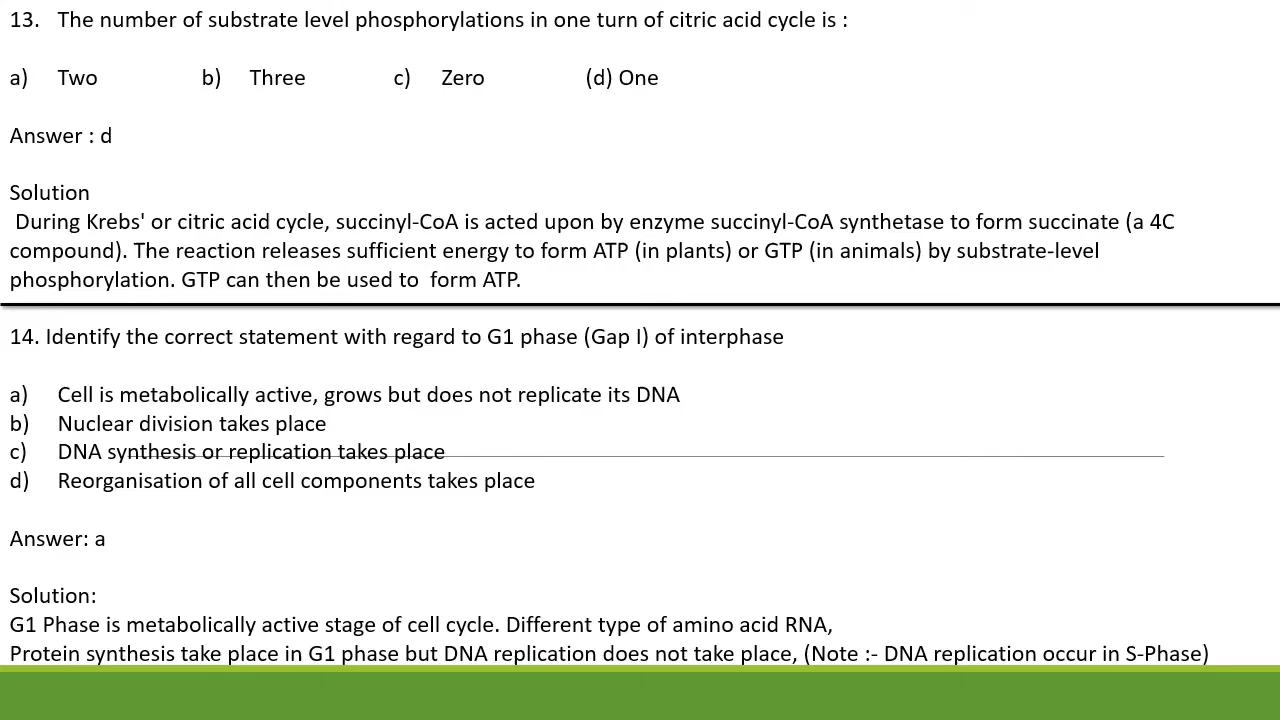 13. The number of substrate level phosphorylations in one turn of citric acid cycle is :
a) Two b) Three c) Zero (d) One
Answer : d
Solution
During Krebs' or citric acid cycle, succinyl-CoA is acted upon by enzyme succinyl-CoA synthetase to form succinate (a 4C
compound). The reaction releases sufficient energy to form ATP (in plants) or GTP (in animals) by substrate-level
phosphorylation. GTP can then be used to form ATP.
14. Identify the correct statement with regard to G1 phase (Gap I) of interphase
a) Cell is metabolically active, grows but does not replicate its DNA
b) Nuclear division takes place
c) DNA synthesis or replication takes place
d) Reorganisation of all cell components takes place
Answer: a
Solution:
G1 Phase is metabolically active stage of cell cycle. Different type of amino acid RNA,
Protein synthesis take place in G1 phase but DNA replication does not take place, (Note :- DNA replication occur in S-Phase)